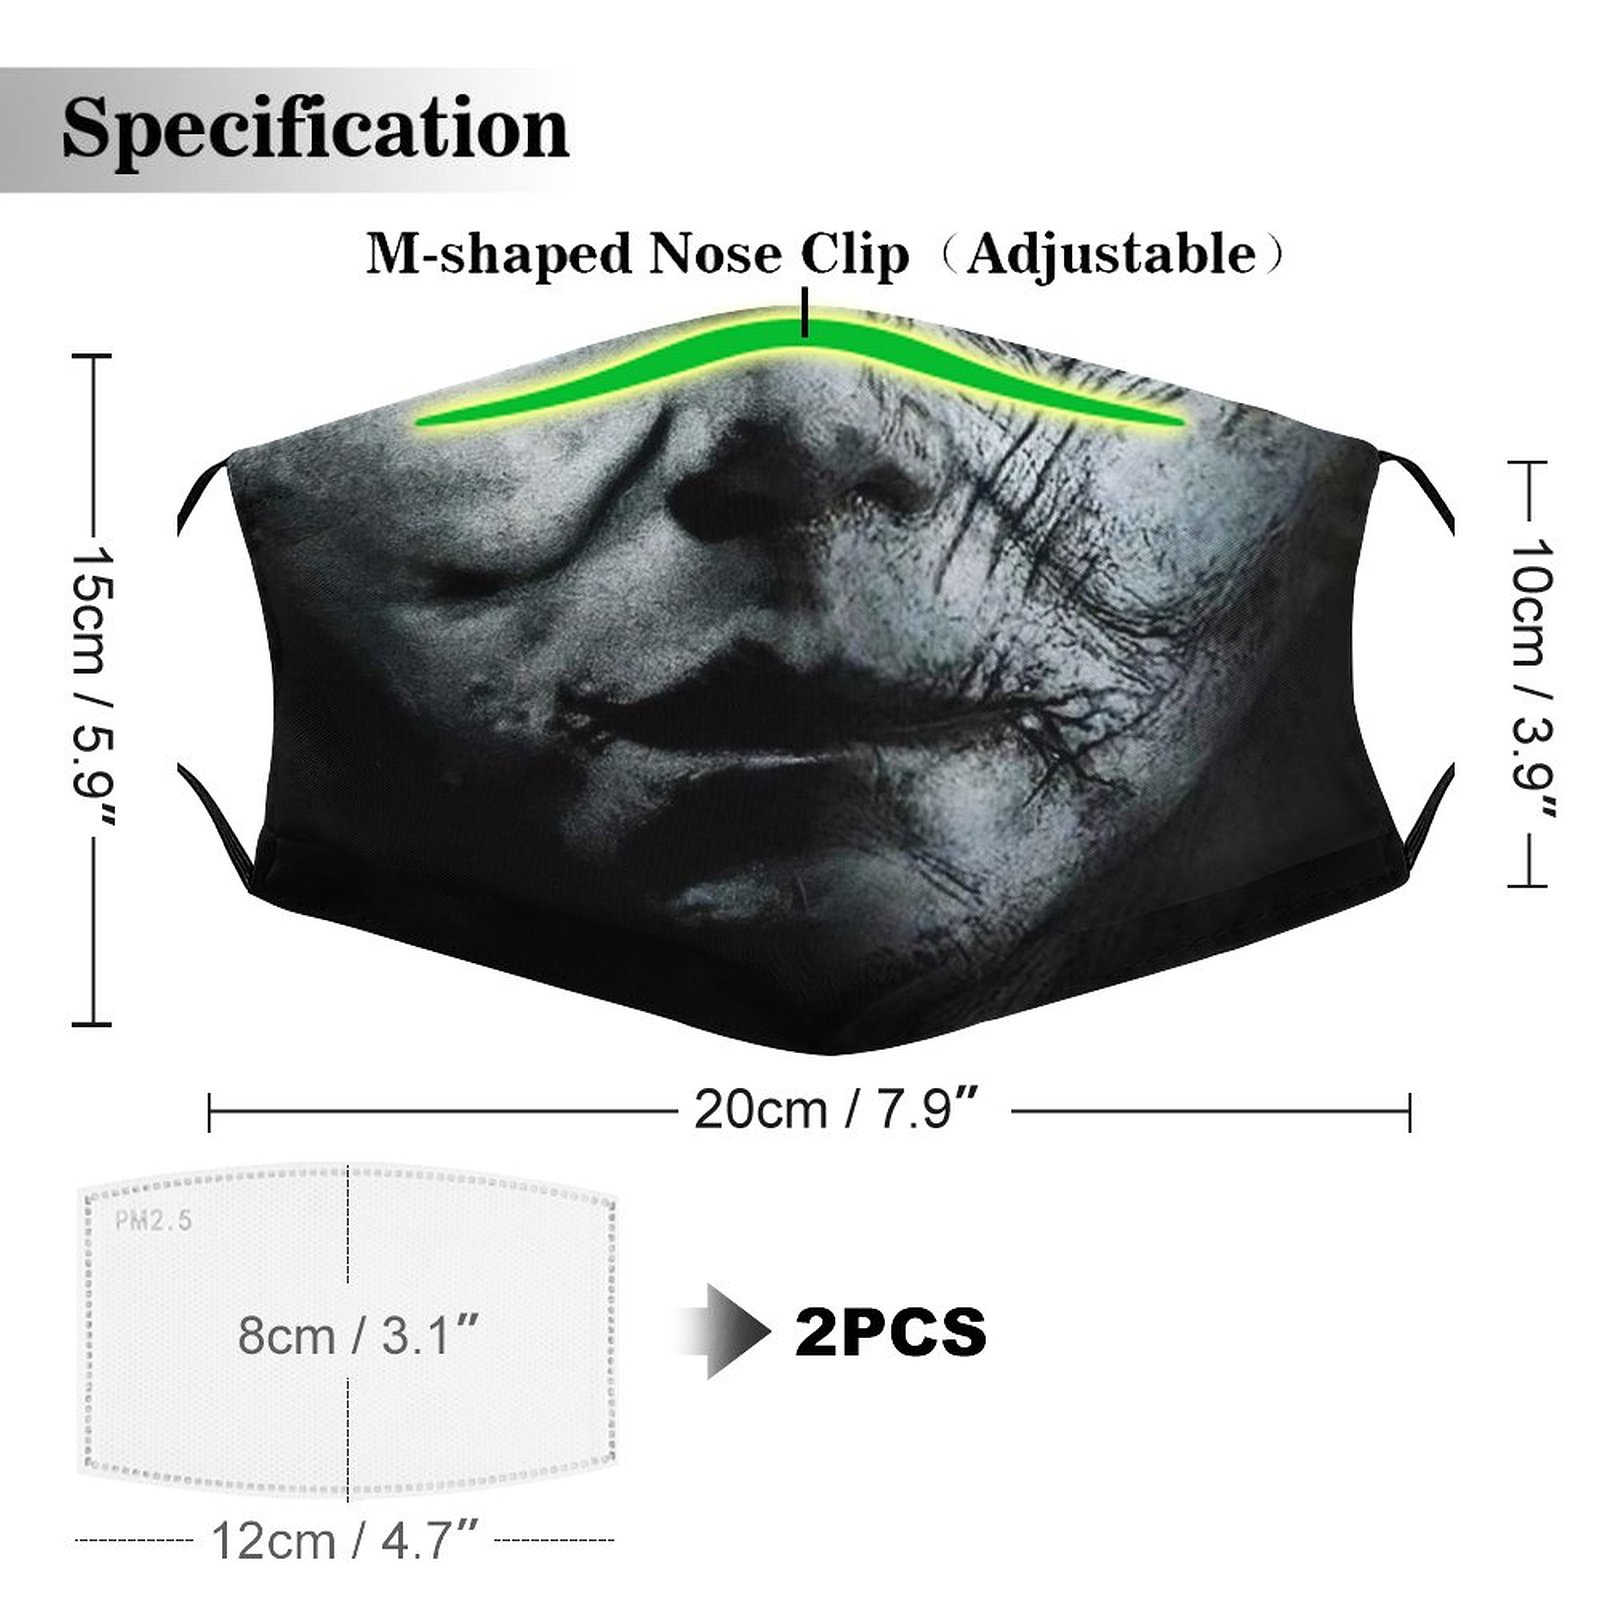 Specification
M-shaped Nose Clip（Adjustable）
15cm / 5.9"
10cm / 3.9"
20cm / 7.9"
PM2.5
8cm / 3.1"
2PCS
12cm / 4.7"